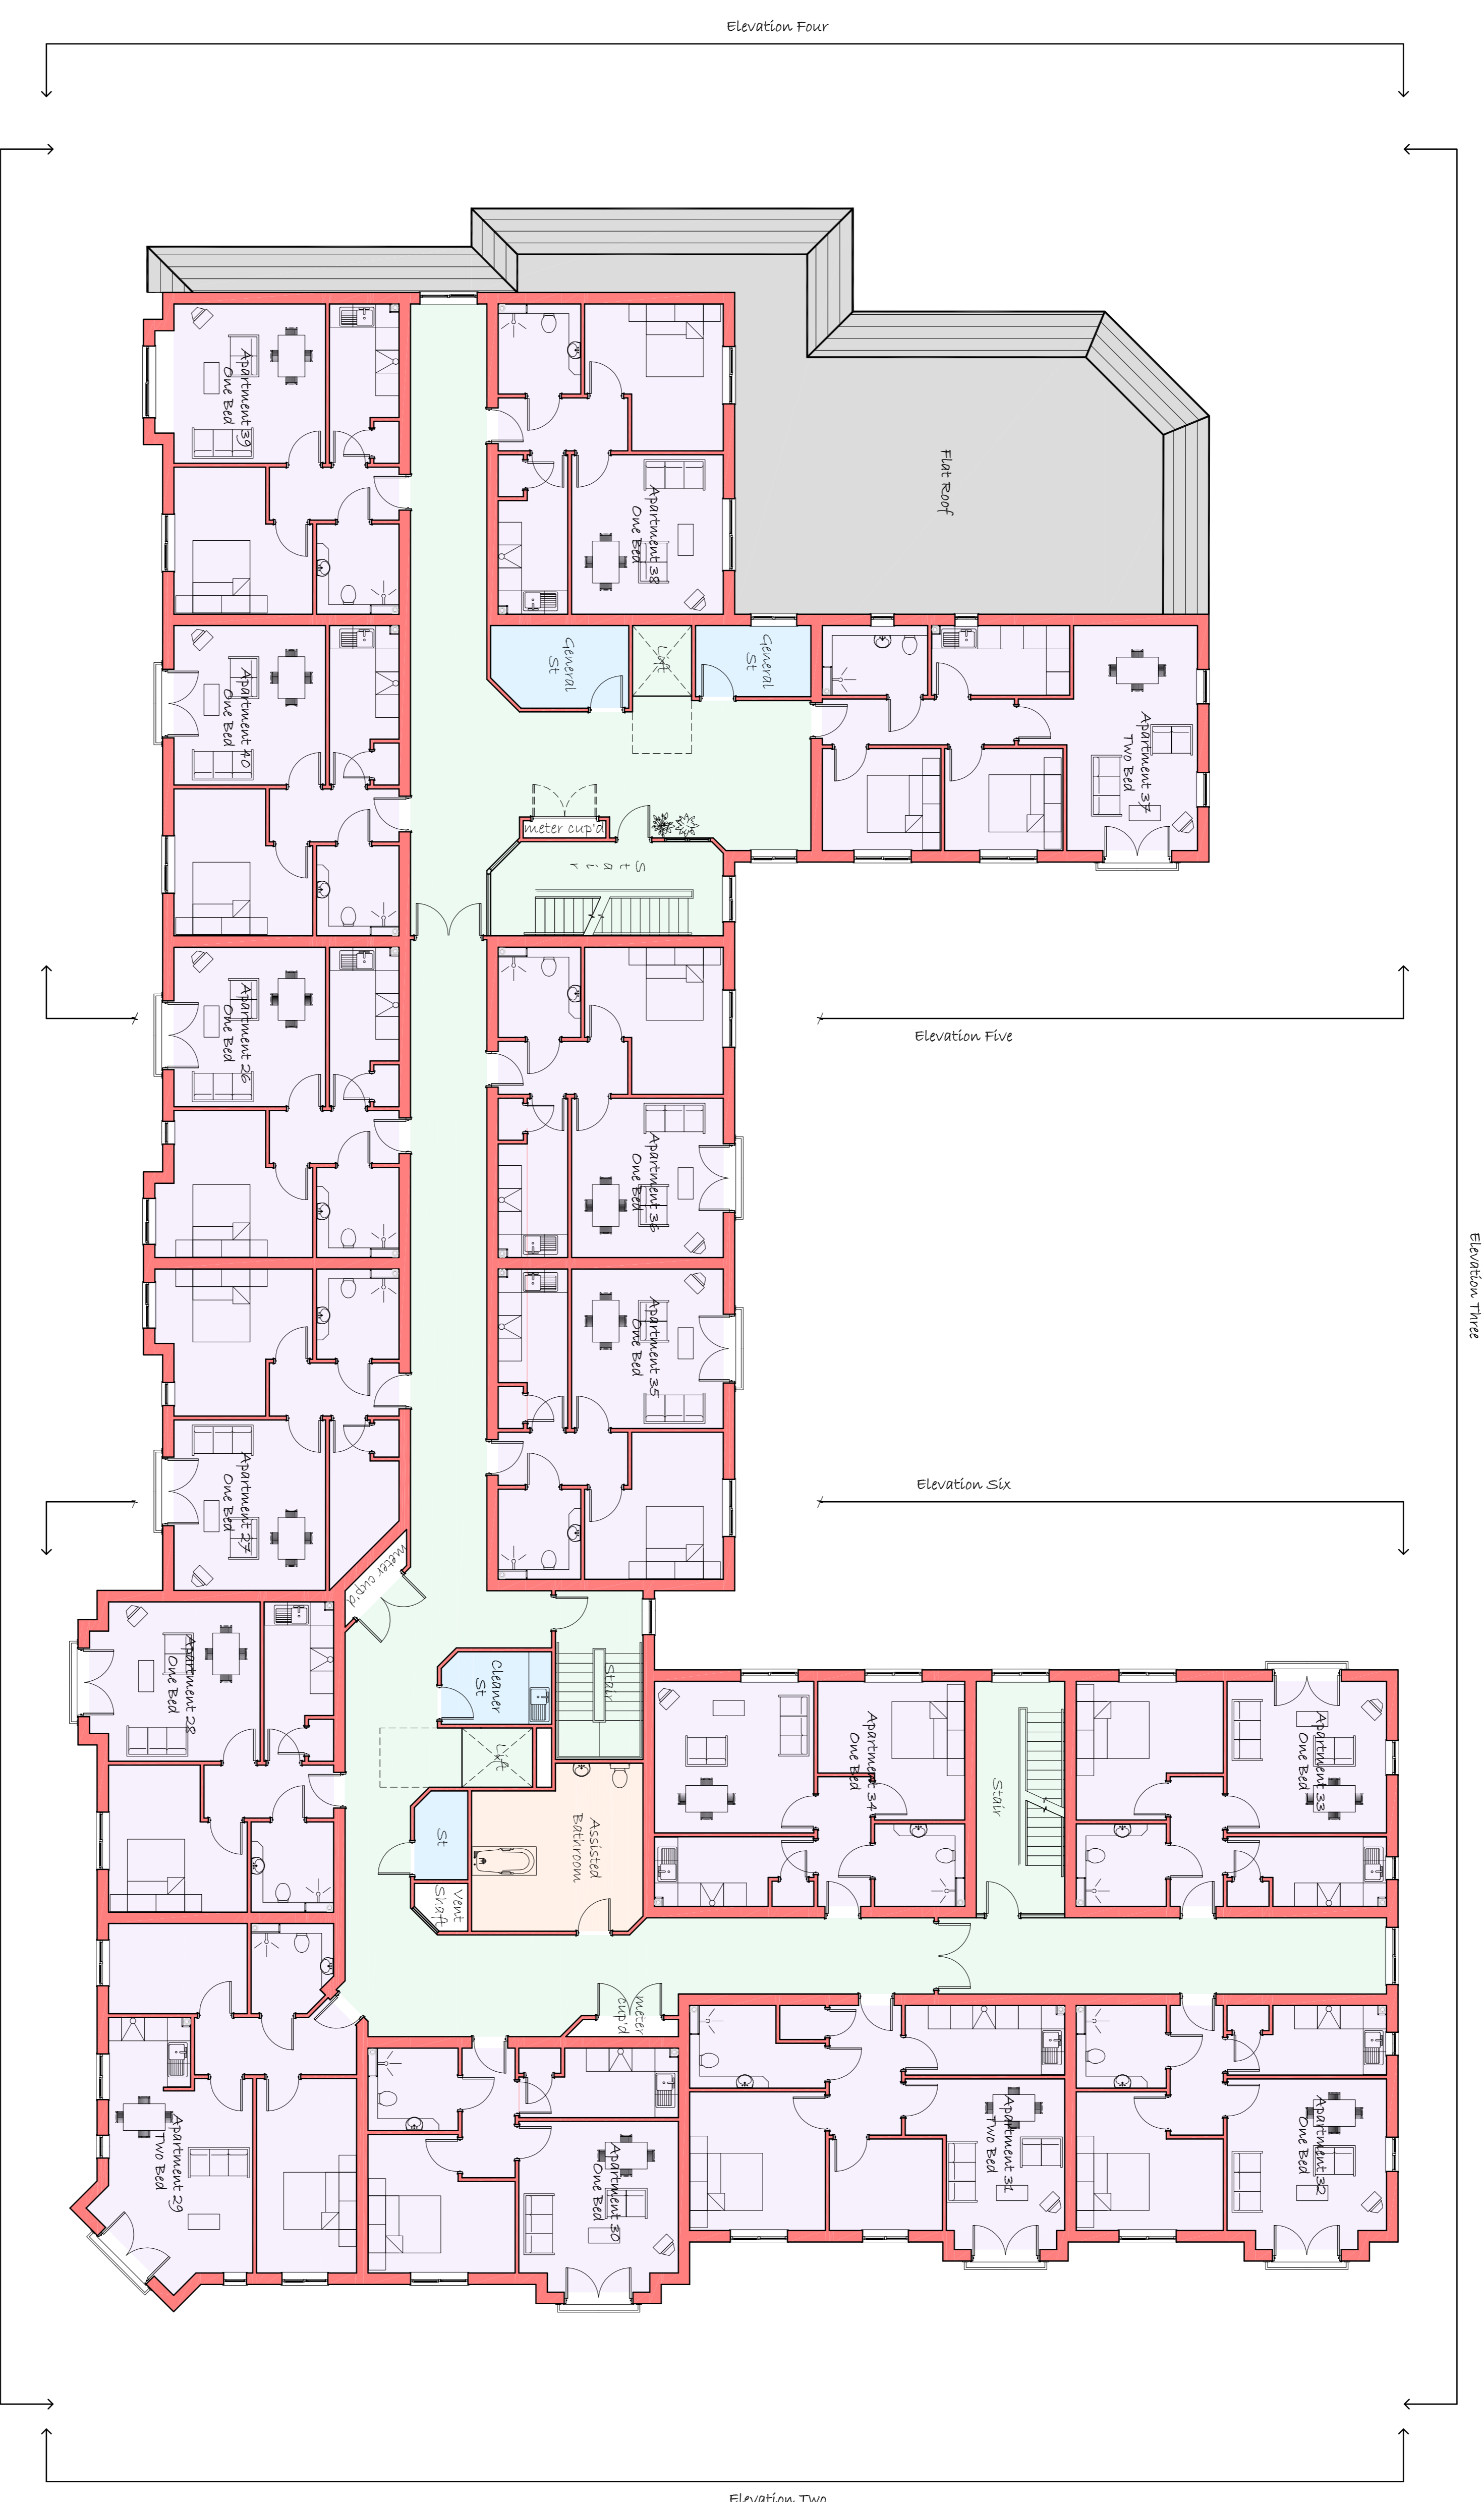 Elevation Four
Apartment 39
One Bed
Apartment 38
One Bed
Flat Roof
General
St
Lift
General
St
Apartment 40
One Bed
Apartment 37
Two Bed
meter cup'd
Stair
Apartment 26
One Bed
Elevation Five
Apartment 36
One Bed
Elevation Three
Apartment 35
One Bed
Apartment 27
One Bed
Elevation Six
meter cup'd
Apartment 28
One Bed
Cleaner
St
Stair
Lift
Apartment 34
One Bed
Stair
Apartment 33
One Bed
St
Assisted
Bathroom
Vent
Shaft
meter
cup'd
Apartment 29
Two Bed
Apartment 30
One Bed
Apartment 31
Two Bed
Apartment 32
One Bed
Elevation Two